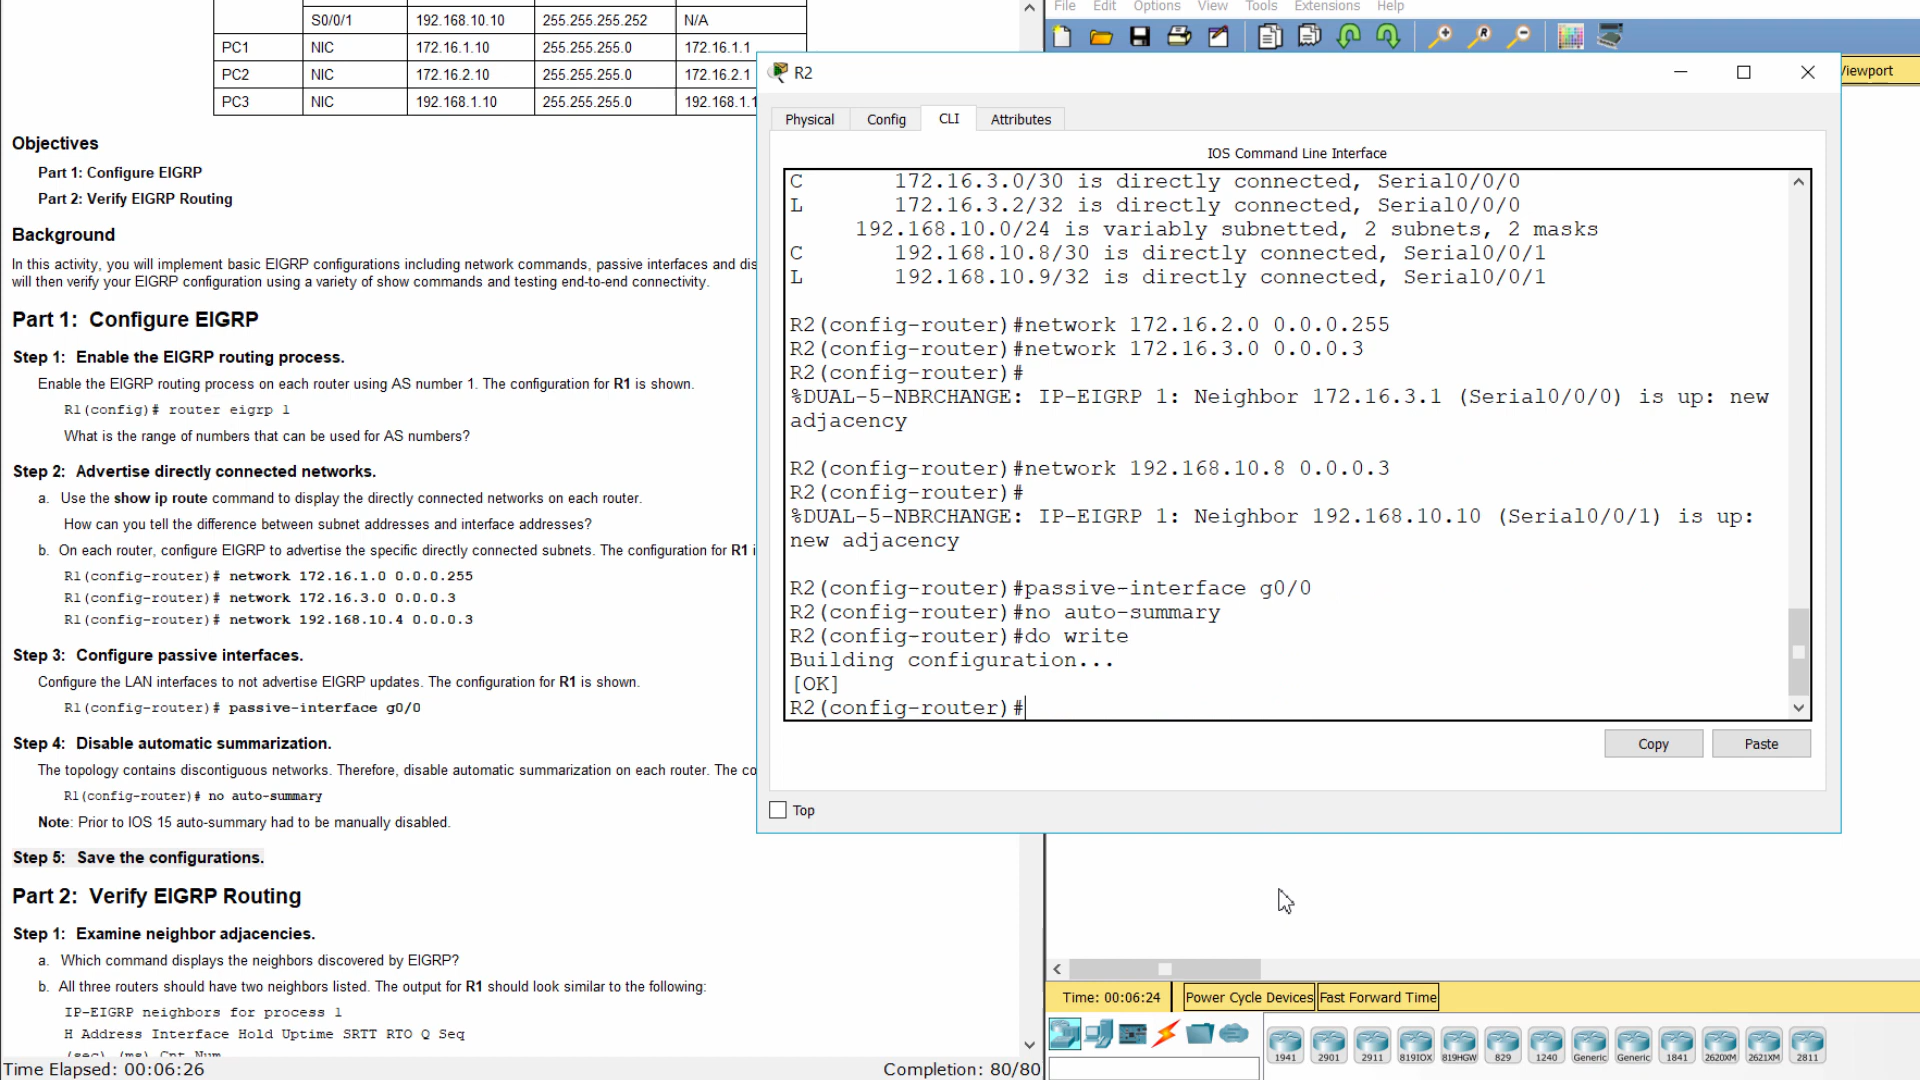 S0/0/1 192.168.10.10 255.255.255.252 N/A
PC1 NIC 172.16.1.10 255.255.255.0 172.16.1.1
PC2 NIC 172.16.2.10 255.255.255.0 172.16.2.1
PC3 NIC 192.168.1.10 255.255.255.0 192.168.1.1
Objectives
Part 1: Configure EIGRP
Part 2: Verify EIGRP Routing
Background
In this activity, you will implement basic EIGRP configurations including network commands, passive interfaces and dis
will then verify your EIGRP configuration using a variety of show commands and testing end-to-end connectivity.
Part 1: Configure EIGRP
Step 1: Enable the EIGRP routing process.
Enable the EIGRP routing process on each router using AS number 1. The configuration for R1 is shown.
R1(config)# router eigrp 1
What is the range of numbers that can be used for AS numbers?
Step 2: Advertise directly connected networks.
a. Use the show ip route command to display the directly connected networks on each router.
How can you tell the difference between subnet addresses and interface addresses?
b. On each router, configure EIGRP to advertise the specific directly connected subnets. The configuration for R1 i
R1(config-router)# network 172.16.1.0 0.0.0.255
R1(config-router)# network 172.16.3.0 0.0.0.3
R1(config-router)# network 192.168.10.4 0.0.0.3
Step 3: Configure passive interfaces.
Configure the LAN interfaces to not advertise EIGRP updates. The configuration for R1 is shown.
R1(config-router)# passive-interface g0/0
Step 4: Disable automatic summarization.
The topology contains discontiguous networks. Therefore, disable automatic summarization on each router. The co
R1(config-router)# no auto-summary
Note: Prior to IOS 15 auto-summary had to be manually disabled.
Step 5: Save the configurations.
Part 2: Verify EIGRP Routing
Step 1: Examine neighbor adjacencies.
a. Which command displays the neighbors discovered by EIGRP?
b. All three routers should have two neighbors listed. The output for R1 should look similar to the following:
IP-EIGRP neighbors for process 1
H Address Interface Hold Uptime SRTT RTO Q Seq
(sec) (ms) Cnt Num
Time Elapsed: 00:06:26 Completion: 80/80
File Edit Options View Tools Extensions Help
Viewport
R2
Physical Config CLI Attributes
IOS Command Line Interface
C 172.16.3.0/30 is directly connected, Serial0/0/0
L 172.16.3.2/32 is directly connected, Serial0/0/0
192.168.10.0/24 is variably subnetted, 2 subnets, 2 masks
C 192.168.10.8/30 is directly connected, Serial0/0/1
L 192.168.10.9/32 is directly connected, Serial0/0/1
R2(config-router)#network 172.16.2.0 0.0.0.255
R2(config-router)#network 172.16.3.0 0.0.0.3
R2(config-router)#
%DUAL-5-NBRCHANGE: IP-EIGRP 1: Neighbor 172.16.3.1 (Serial0/0/0) is up: new
adjacency
R2(config-router)#network 192.168.10.8 0.0.0.3
R2(config-router)#
%DUAL-5-NBRCHANGE: IP-EIGRP 1: Neighbor 192.168.10.10 (Serial0/0/1) is up:
new adjacency
R2(config-router)#passive-interface g0/0
R2(config-router)#no auto-summary
R2(config-router)#do write
Building configuration...
[OK]
R2(config-router)#
Copy Paste
Top
Time: 00:06:24 Power Cycle Devices Fast Forward Time
1941 2901 2911 819IOX 819HGW 829 1240 Generic Generic 1841 2620XM 2621XM 2811